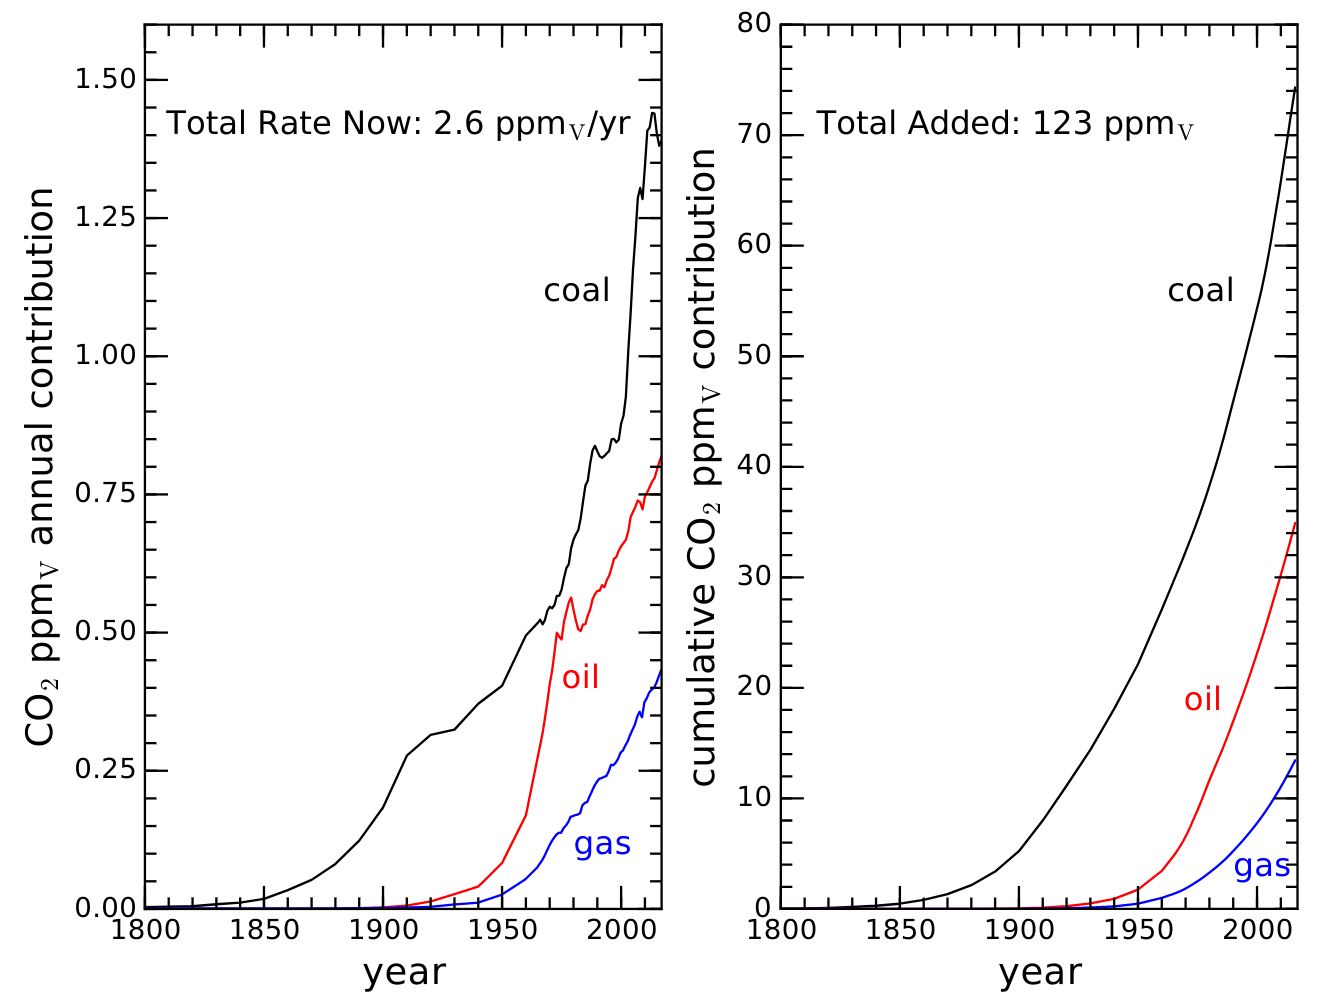 CO₂ ppmᵥ annual contribution
1.50
1.25
1.00
0.75
0.50
0.25
0.00
Total Rate Now: 2.6 ppmᵥ/yr
coal
oil
gas
1800 1850 1900 1950 2000
year
cumulative CO₂ ppmᵥ contribution
80
70
60
50
40
30
20
10
0
Total Added: 123 ppmᵥ
coal
oil
gas
1800 1850 1900 1950 2000
year